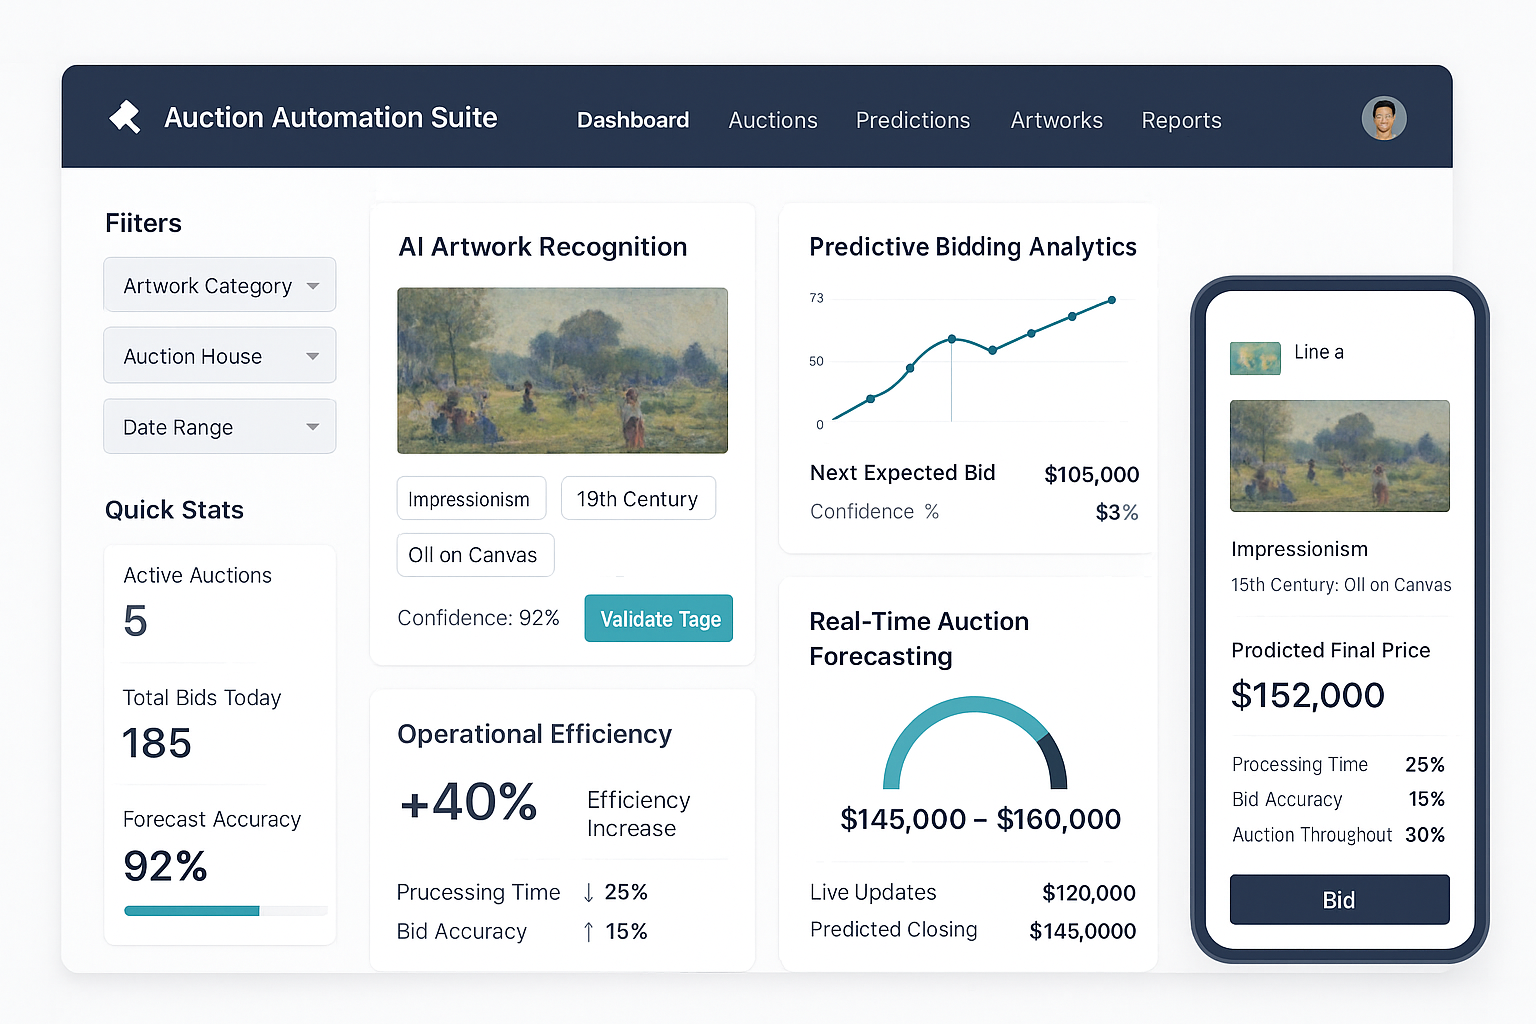 Auction Automation Suite
Dashboard
Auctions
Predictions
Artworks
Reports
Fiiters
Artwork Category
Auction House
Date Range
Quick Stats
Active Auctions
5
Total Bids Today
185
Forecast Accuracy
92%
AI Artwork Recognition
Impressionism
19th Century
Oll on Canvas
Confidence: 92%
Validate Tage
Operational Efficiency
+40%
Efficiency
Increase
Prucessing Time ↓ 25%
Bid Accuracy ↑ 15%
Predictive Bidding Analytics
73
50
0
Next Expected Bid $105,000
Confidence % $3%
Real-Time Auction
Forecasting
$145,000 – $160,000
Live Updates $120,000
Predicted Closing $145,0000
Line a
Impressionism
15th Century: Oll on Canvas
Prodicted Final Price
$152,000
Processing Time 25%
Bid Accuracy 15%
Auction Throughout 30%
Bid